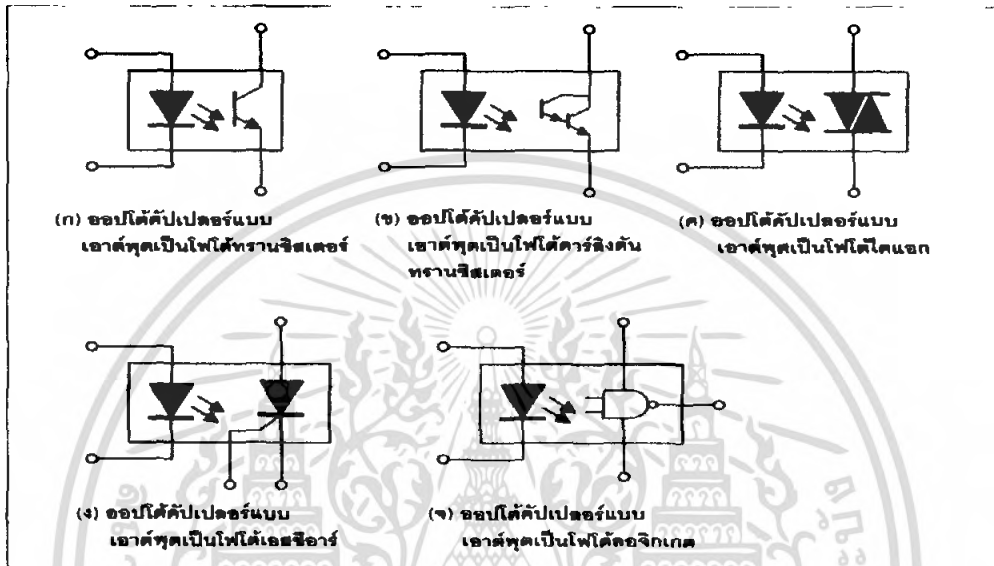 (ก) ออปโต้คัปเปลอร์แบบ
เอาต์พุตเป็นโฟโต้ทรานซิสเตอร์
(ข) ออปโต้คัปเปลอร์แบบ
เอาต์พุตเป็นโฟโต้ดาร์ลิงตัน
ทรานซิสเตอร์
(ค) ออปโต้คัปเปลอร์แบบ
เอาต์พุตเป็นโฟโต้ไดแอก
(ง) ออปโต้คัปเปลอร์แบบ
เอาต์พุตเป็นโฟโต้เอสซีอาร์
(จ) ออปโต้คัปเปลอร์แบบ
เอาต์พุตเป็นโฟโต้ลอจิกเกต